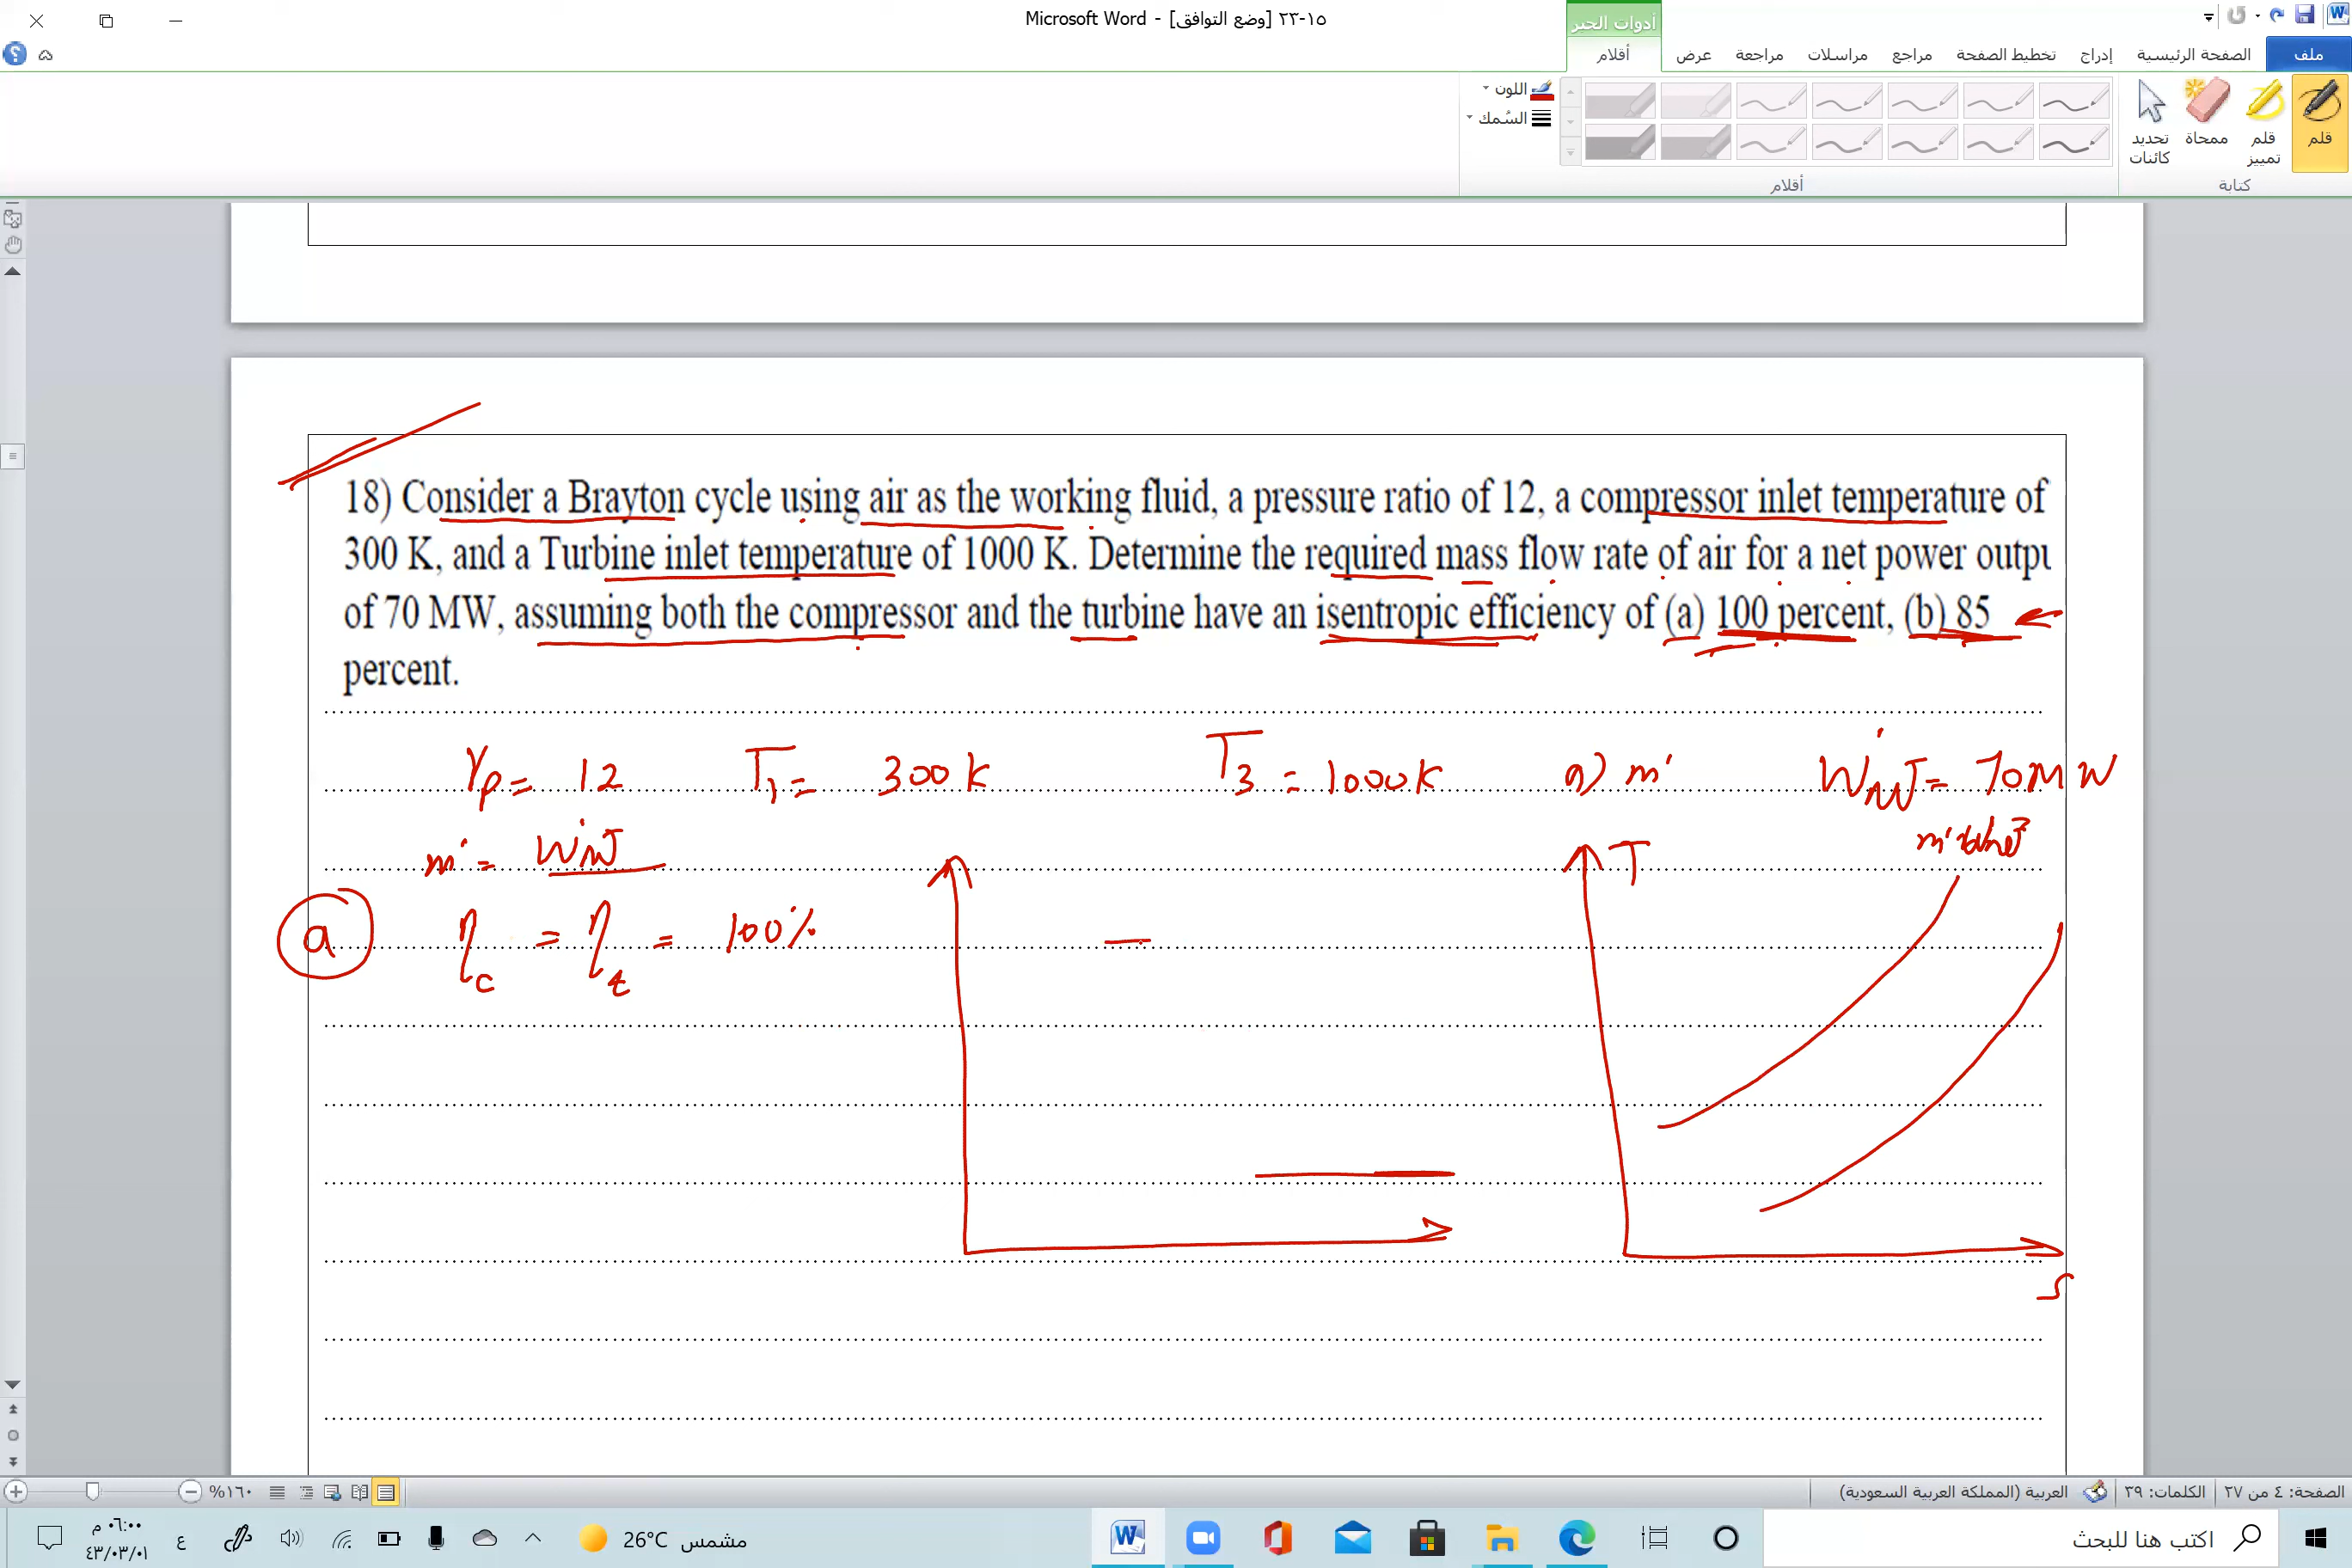 ٢٣-١٥ [وضع التوافق] - Microsoft Word
أدوات الحبر
ملف الصفحة الرئيسية إدراج تخطيط الصفحة مراجع مراسلات مراجعة عرض أقلام
قلم
قلم تمييز
ممحاة
تحديد كائنات
كتابة
اللون
السُمك
أقلام
18) Consider a Brayton cycle using air as the working fluid, a pressure ratio of 12, a compressor inlet temperature of
300 K, and a Turbine inlet temperature of 1000 K. Determine the required mass flow rate of air for a net power outpu
of 70 MW, assuming both the compressor and the turbine have an isentropic efficiency of (a) 100 percent, (b) 85
percent.
rp = 12 T1 = 300 K T3 = 1000 K a) ṁ Ẇnet = 70 MW
ṁ = Ẇnet
a ηc = ηt = 100%
T
S
الصفحة: ٤ من ٢٧ الكلمات: ٣٩ العربية (المملكة العربية السعودية) ١٦٠%
اكتب هنا للبحث
26°C مشمس
ع
٠٦:٠٠ م
٤٣/٠٣/٠١